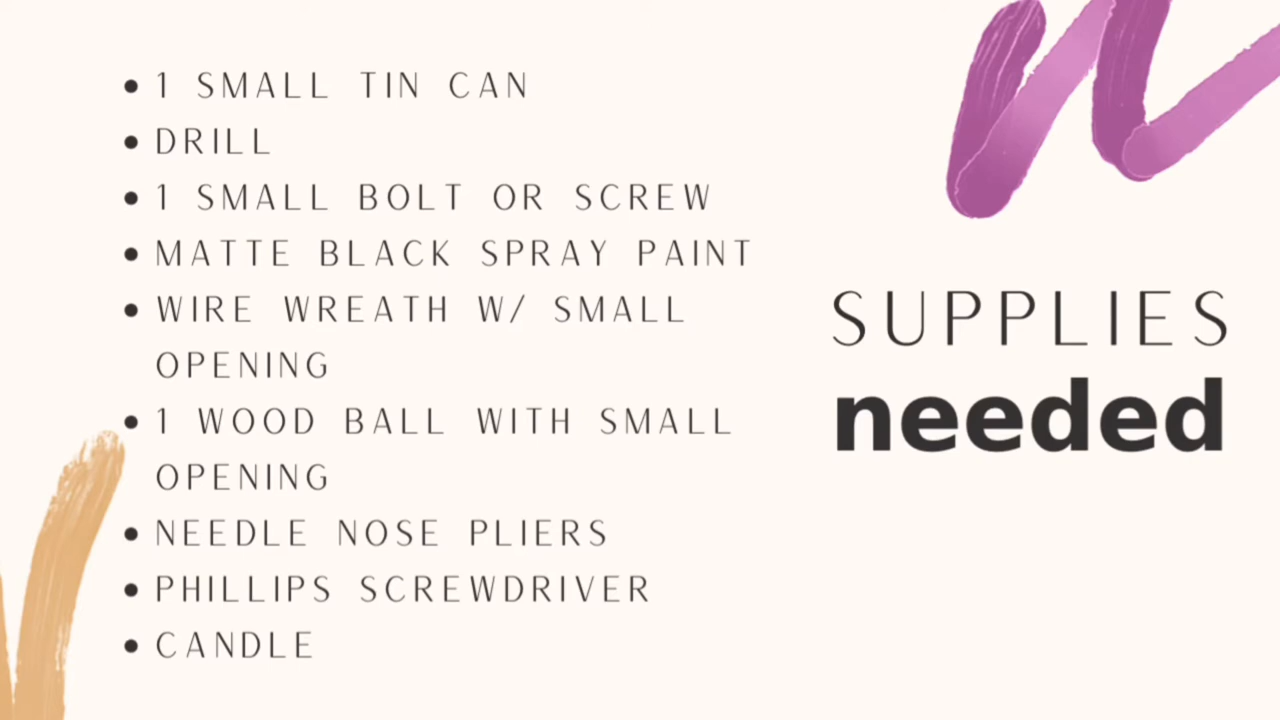 1 SMALL TIN CAN
DRILL
1 SMALL BOLT OR SCREW
MATTE BLACK SPRAY PAINT
WIRE WREATH W/ SMALL
OPENING
1 WOOD BALL WITH SMALL
OPENING
NEEDLE NOSE PLIERS
PHILLIPS SCREWDRIVER
CANDLE
SUPPLIES
needed